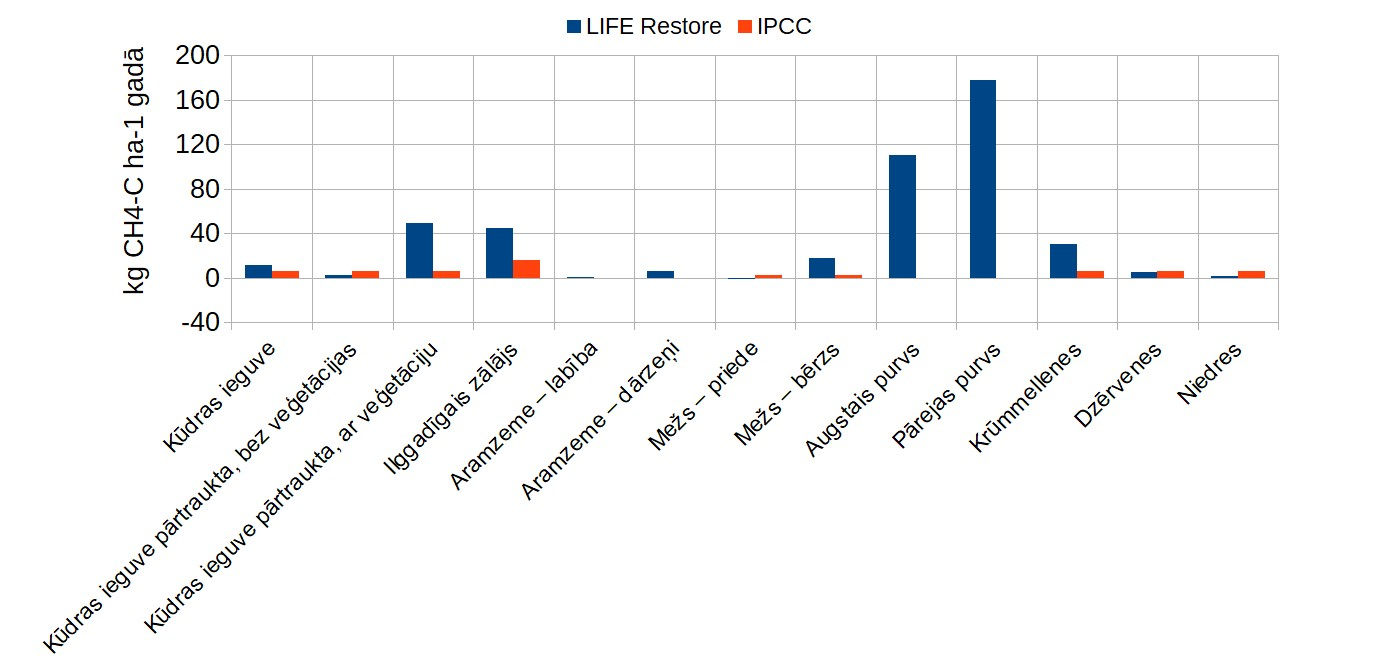 LIFE Restore IPCC
kg CH4-C ha-1 gadā
200
160
120
80
40
0
-40
Kūdras ieguve
Kūdras ieguve pārtraukta, bez veģetācijas
Kūdras ieguve pārtraukta, ar veģetāciju
Ilggadīgais zālājs
Aramzeme – labība
Aramzeme – dārzeņi
Mežs – priede
Mežs – bērzs
Augstais purvs
Pārejas purvs
Krūmmellenes
Dzērvenes
Niedres